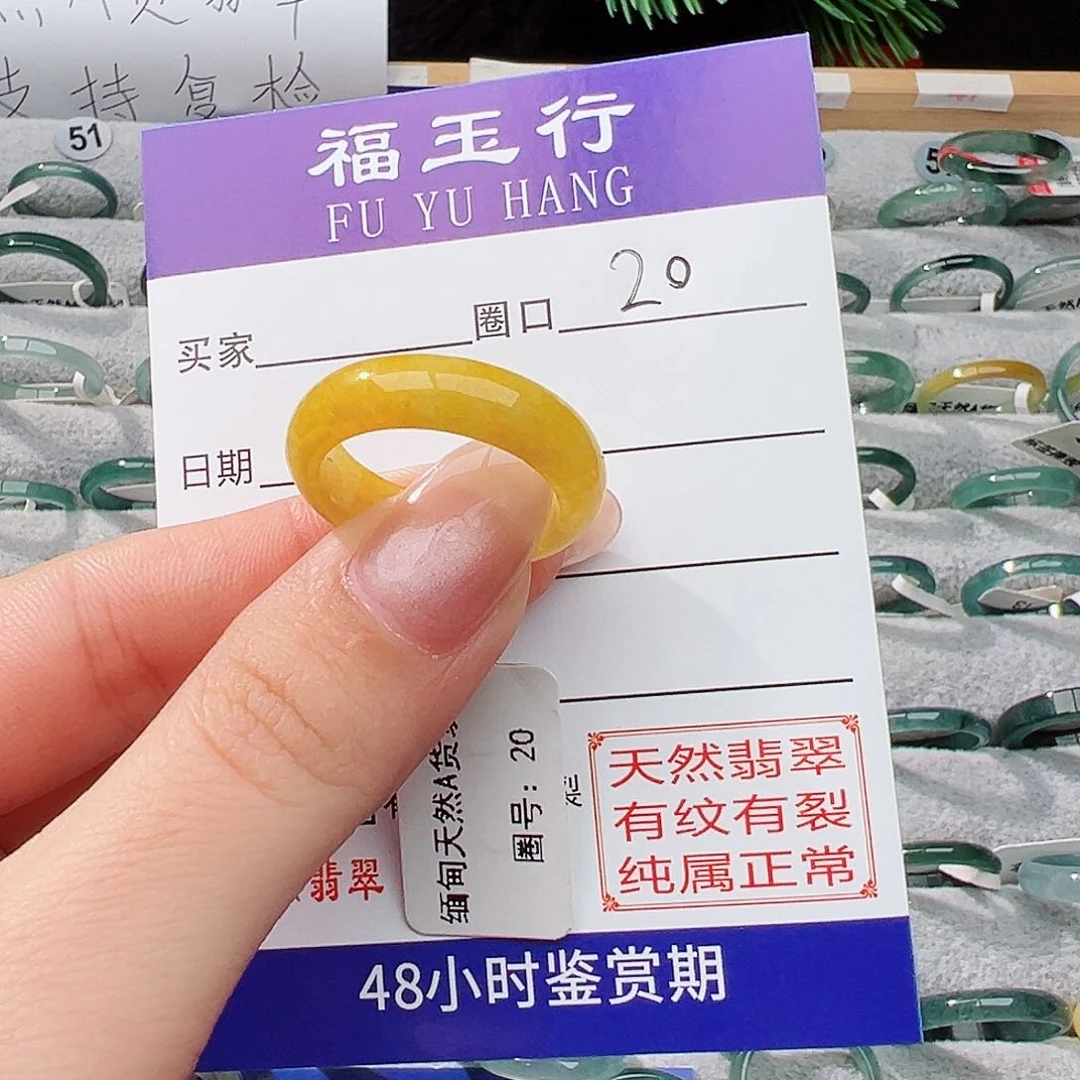 支持复检
51
福玉行
FU YU HANG
买家
圈口 20
日期
缅甸天然A货
圈号: 20
翡翠
天然翡翠
有纹有裂
纯属正常
48小时鉴赏期